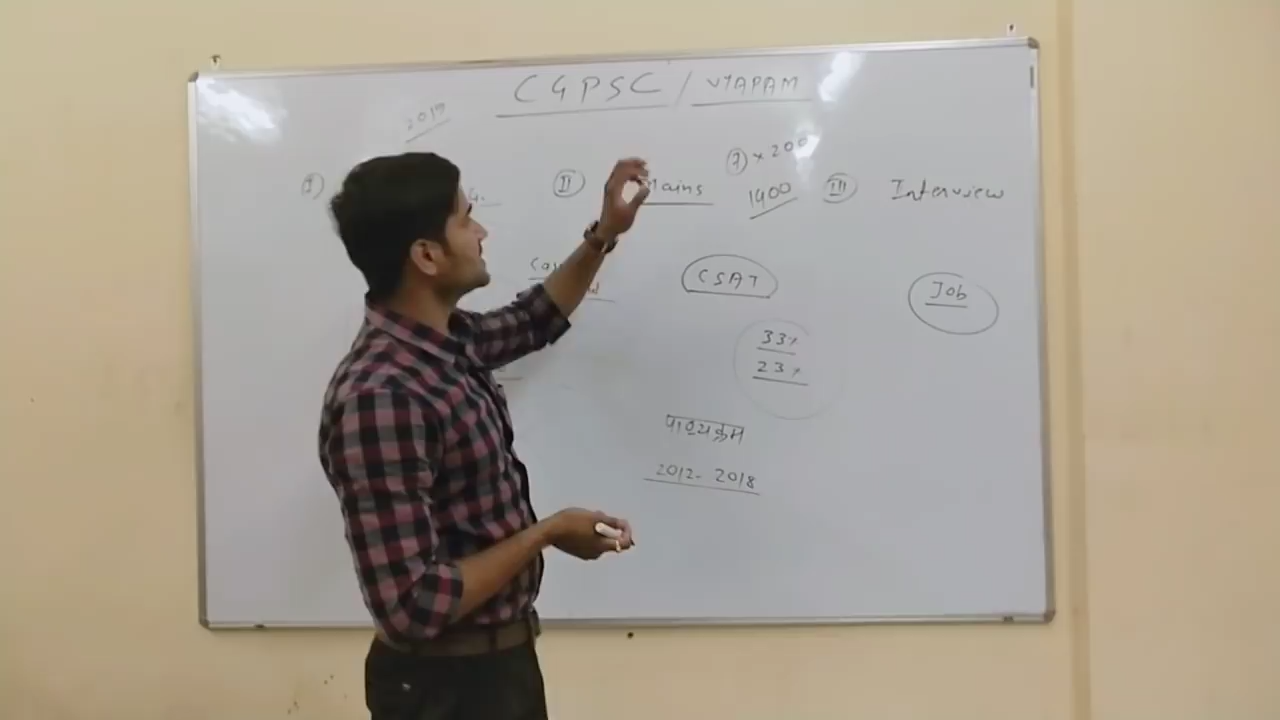 CGPSC / VYAPAM
2019
I
II Mains
7 × 200
1400
III Interview
CSAT
Job
33%
23%
पाठ्यक्रम
2012- 2018